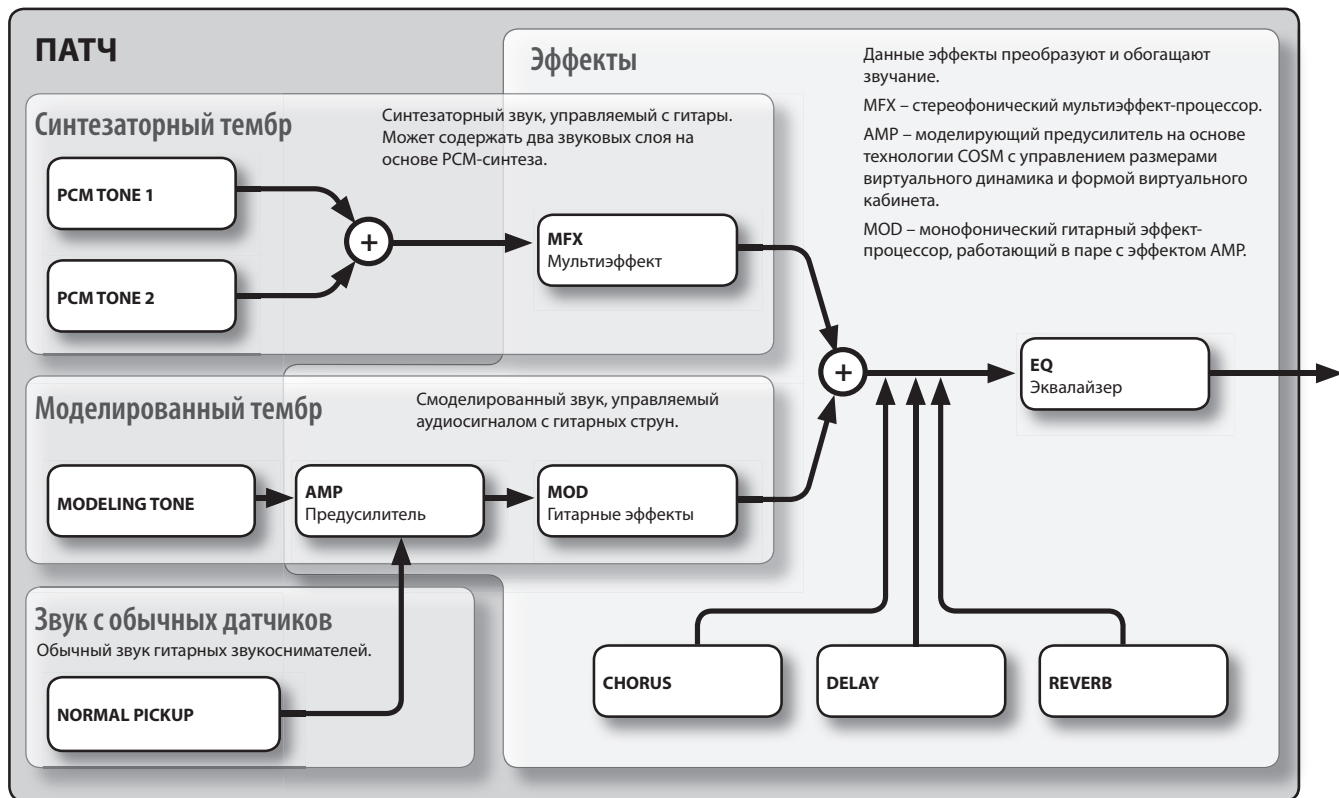 ПАТЧ
Эффекты
Данные эффекты преобразуют и обогащают
звучание.
MFX – стереофонический мультиэффект-процессор.
AMP – моделирующий предусилитель на основе
технологии COSM с управлением размерами
виртуального динамика и формой виртуального
кабинета.
MOD – монофонический гитарный эффект-
процессор, работающий в паре с эффектом AMP.
Синтезаторный тембр
Синтезаторный звук, управляемый с гитары.
Может содержать два звуковых слоя на
основе PCM-синтеза.
PCM TONE 1
PCM TONE 2
+
MFX
Мультиэффект
+
EQ
Эквалайзер
Моделированный тембр
Смоделированный звук, управляемый
аудиосигналом с гитарных струн.
MODELING TONE
AMP
Предусилитель
MOD
Гитарные эффекты
Звук с обычных датчиков
Обычный звук гитарных звукоснимателей.
NORMAL PICKUP
CHORUS
DELAY
REVERB